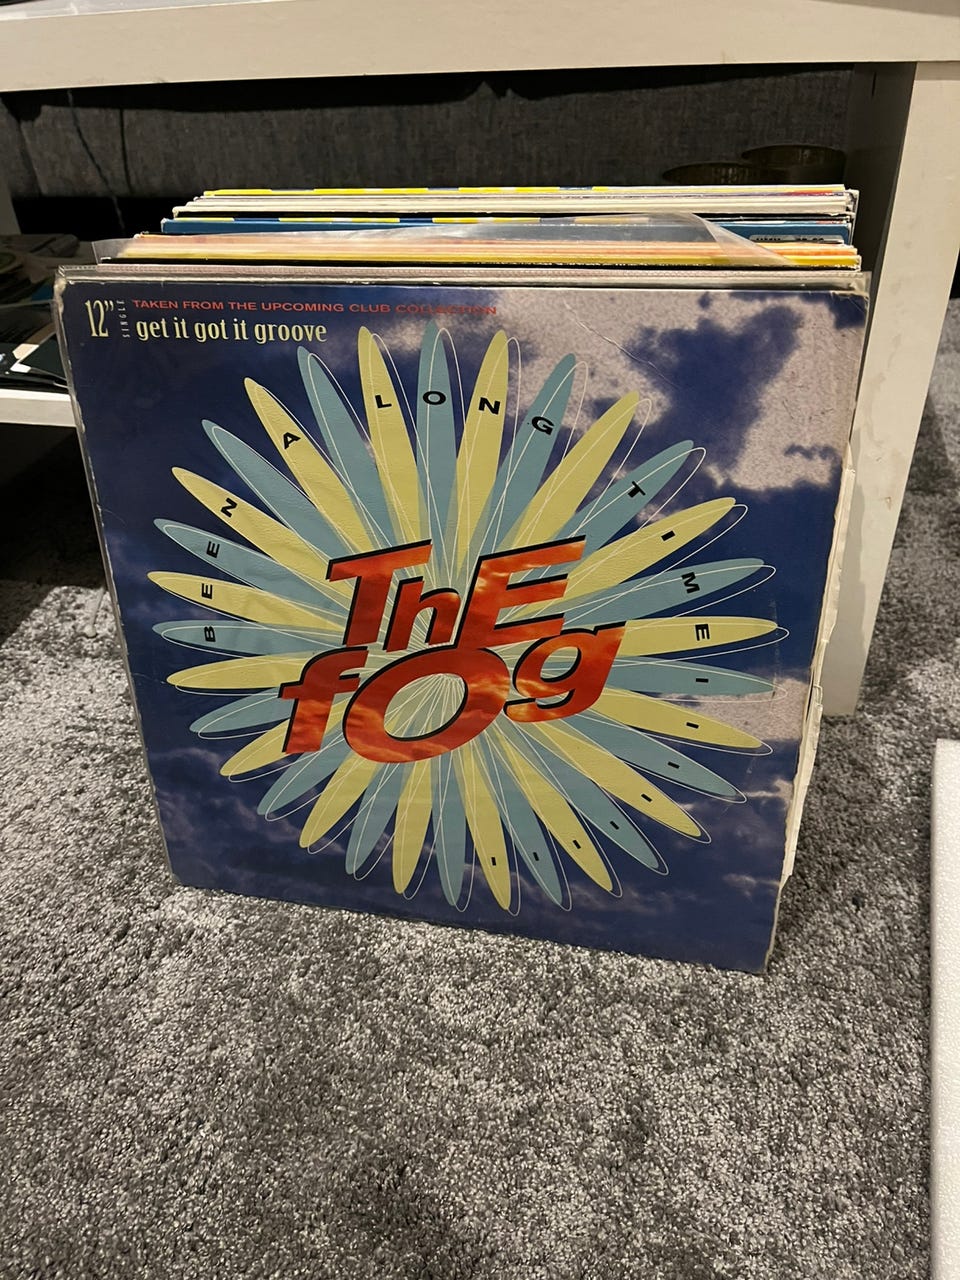 12" SINGLE
TAKEN FROM THE UPCOMING CLUB COLLECTION
get it got it groove
BEEN A LONG TIME - - - - - - - -
ThE
fOg